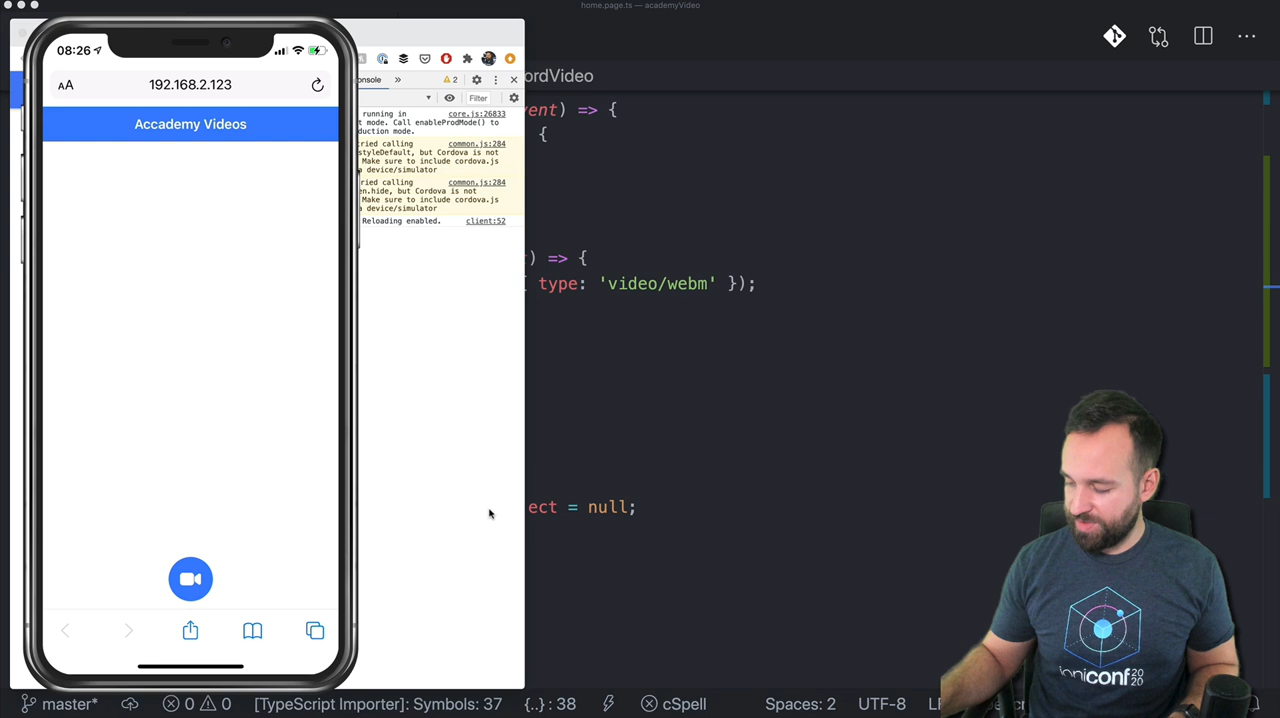 home.page.ts — academyVideo
08:26
AA 192.168.2.123
Accademy Videos
onsole » 2
Filter
running in core.js:26833
t mode. Call enableProdMode() to
duction mode.
ried calling common.js:284
styleDefault, but Cordova is not
Make sure to include cordova.js
a device/simulator
ried calling common.js:284
en.hide, but Cordova is not
Make sure to include cordova.js
a device/simulator
Reloading enabled. client:52
ordVideo
ent) => {
{
) => {
{ type: 'video/webm' });
ect = null;
ioniconf 20
20
master* 0 0 [TypeScript Importer]: Symbols: 37 {..} : 38 cSpell Spaces: 2 UTF-8